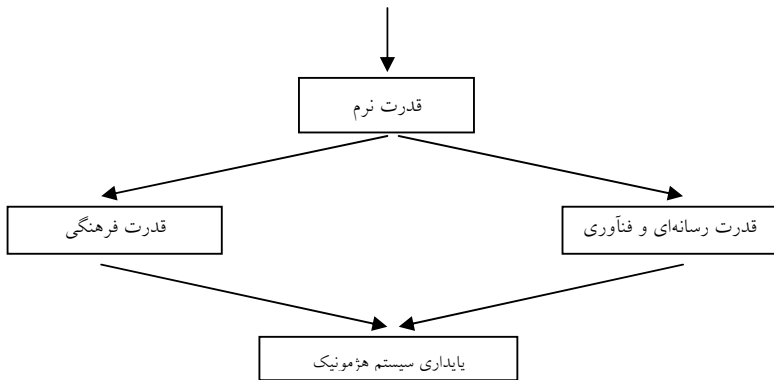 قدرت نرم
قدرت رسانه‌ای و فنآوری
قدرت فرهنگی
پایداری سیستم هژمونیک